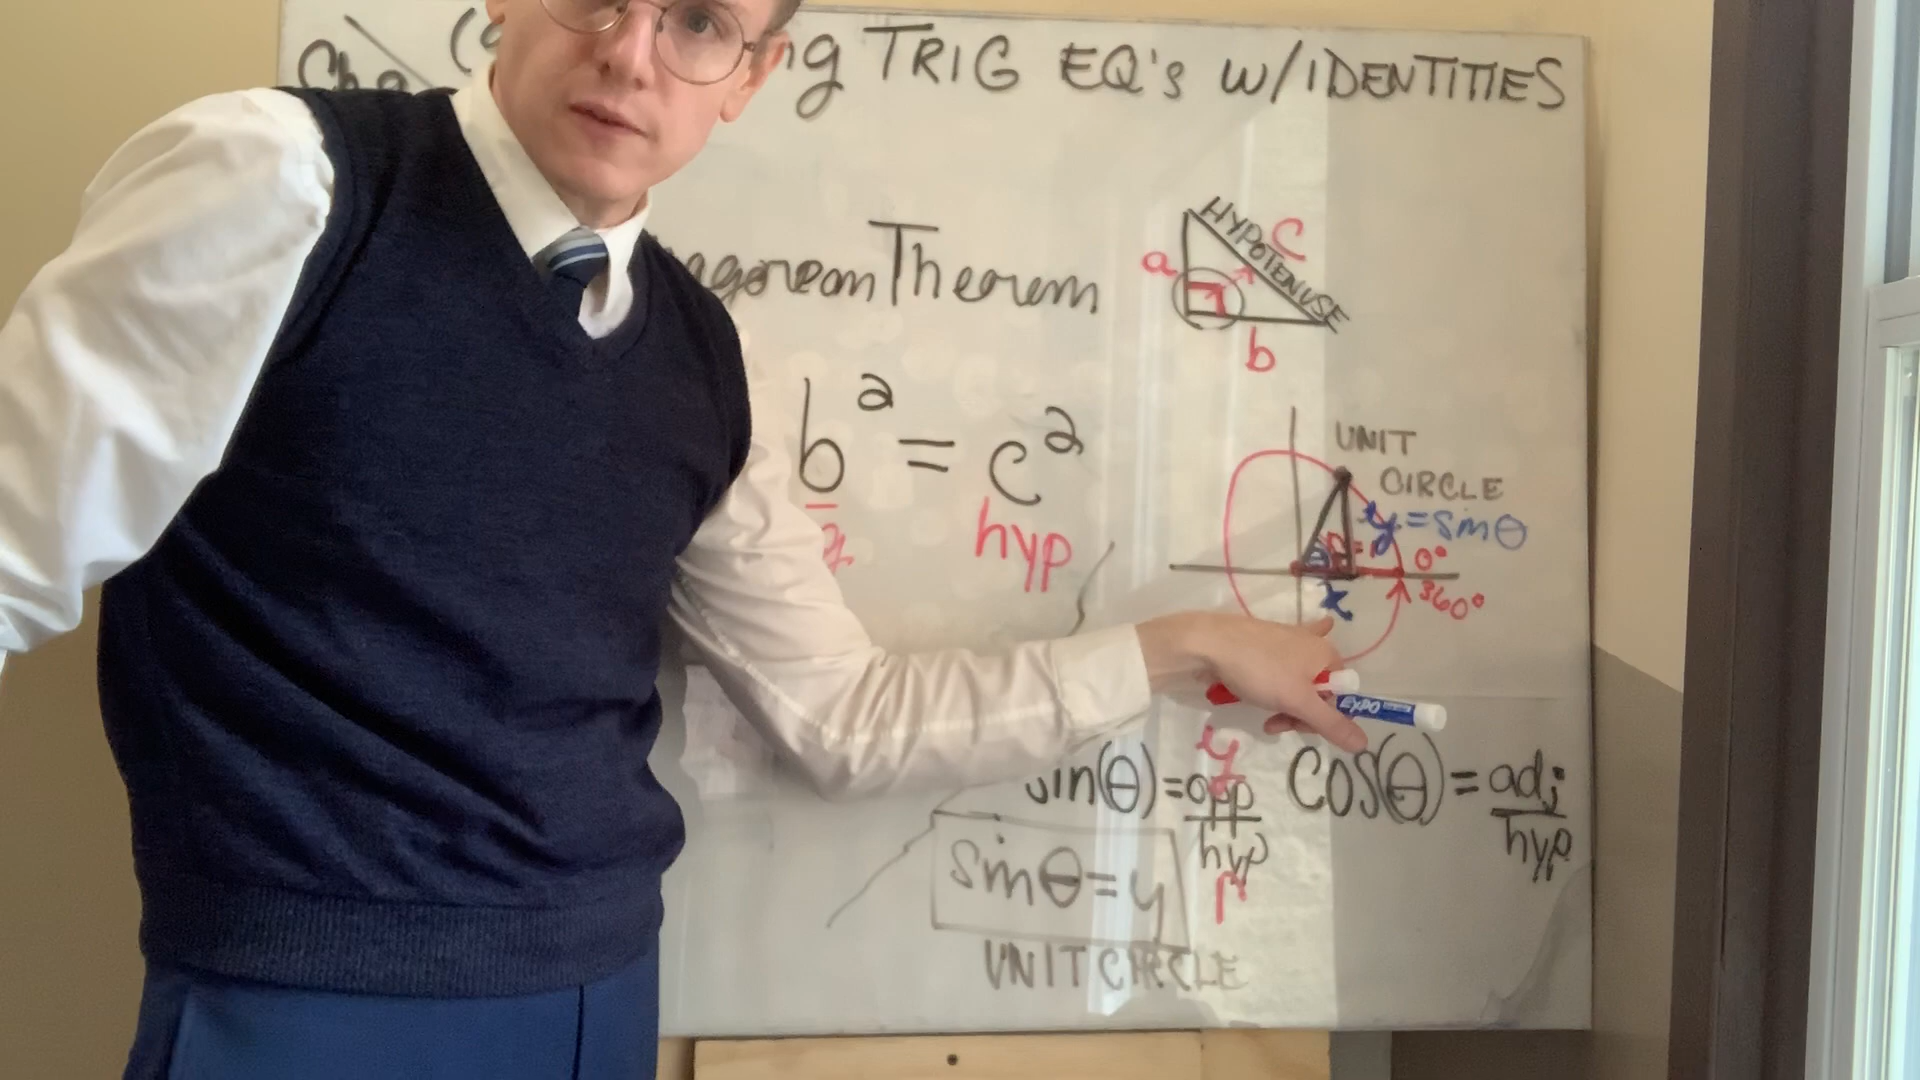 TRIG EQ'S W/IDENTITIES
Theorem
HYPOTENUSE
c
a
b
b² = c²
hyp
UNIT
CIRCLE
y = sinθ
r=1
0°
360°
θ
x
EXPO
y
sin(θ)=opp/hyp
r
COS(θ)=adj/hyp
sinθ=y
UNIT CIRCLE